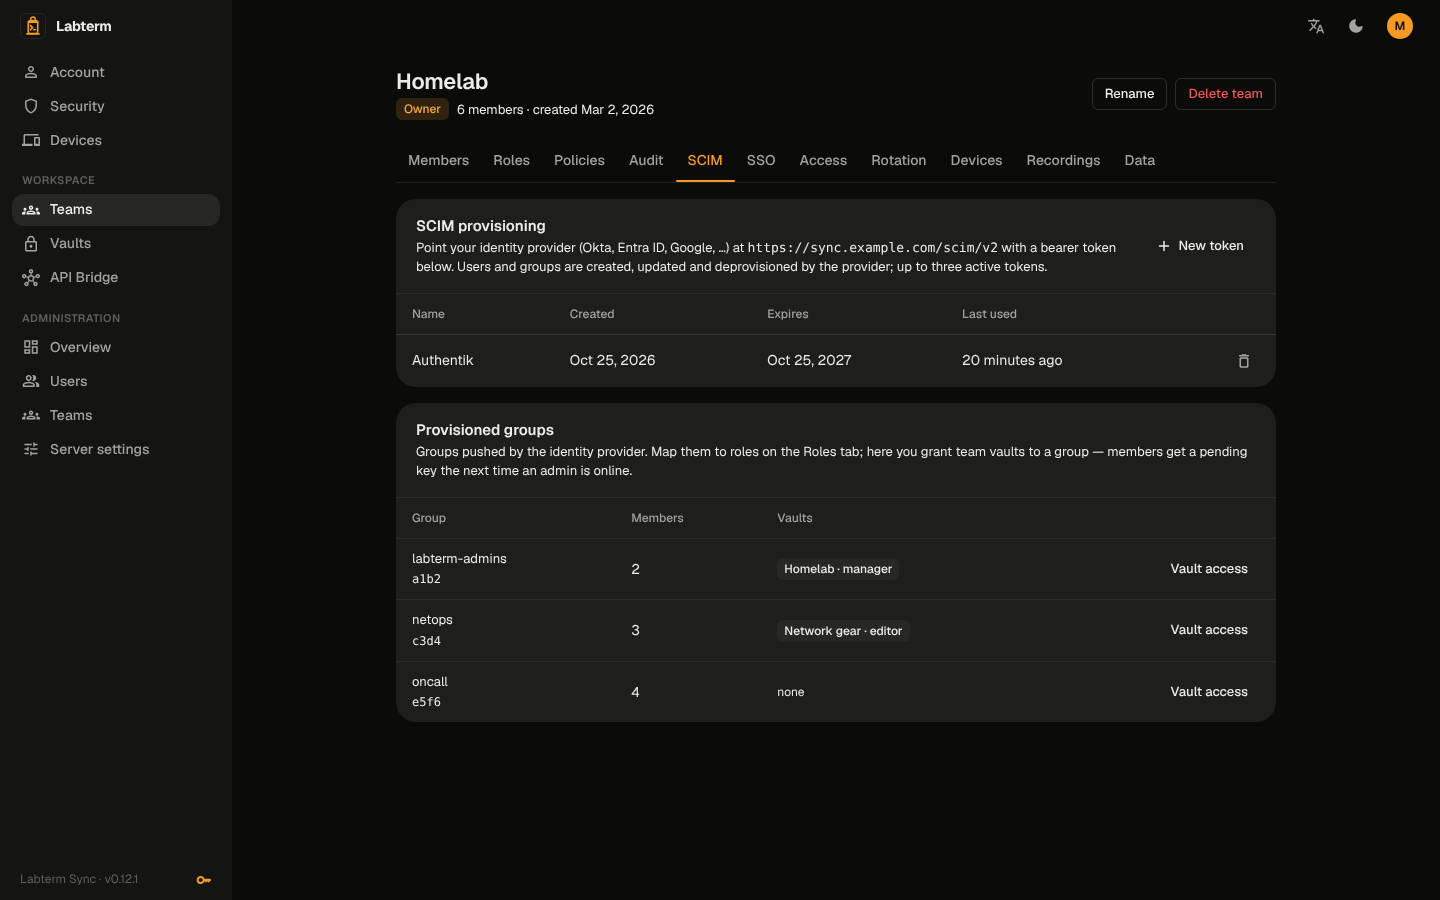 Labterm
M
Account
Security
Devices
WORKSPACE
Teams
Vaults
API Bridge
ADMINISTRATION
Overview
Users
Teams
Server settings
Labterm Sync · v0.12.1
Homelab
Owner 6 members · created Mar 2, 2026
Rename Delete team
Members Roles Policies Audit SCIM SSO Access Rotation Devices Recordings Data
SCIM provisioning
Point your identity provider (Okta, Entra ID, Google, …) at https://sync.example.com/scim/v2 with a bearer token
below. Users and groups are created, updated and deprovisioned by the provider; up to three active tokens.
New token
Name Created Expires Last used
Authentik Oct 25, 2026 Oct 25, 2027 20 minutes ago
Provisioned groups
Groups pushed by the identity provider. Map them to roles on the Roles tab; here you grant team vaults to a group — members get a pending
key the next time an admin is online.
Group Members Vaults
labterm-admins
a1b2
2 Homelab · manager Vault access
netops
c3d4
3 Network gear · editor Vault access
oncall
e5f6
4 none Vault access